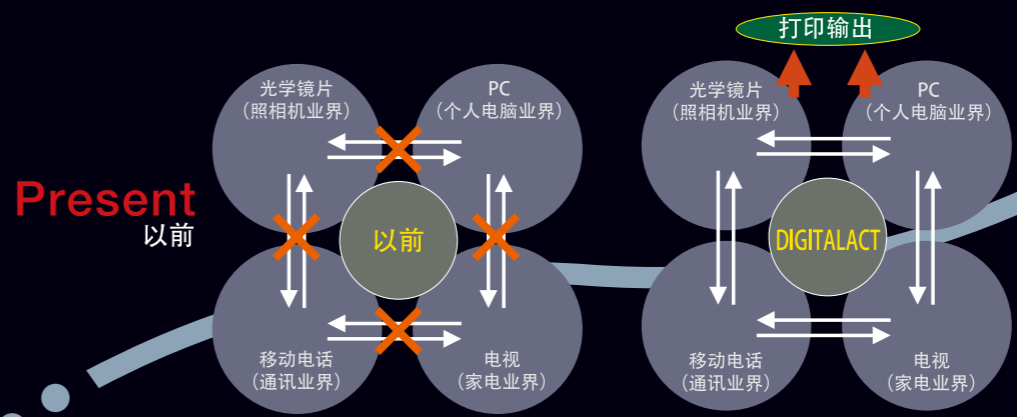 Present
以前
光学镜片
（照相机业界）
PC
（个人电脑业界）
以前
移动电话
（通讯业界）
电视
（家电业界）
打印输出
光学镜片
（照相机业界）
PC
（个人电脑业界）
DIGITALACT
移动电话
（通讯业界）
电视
（家电业界）